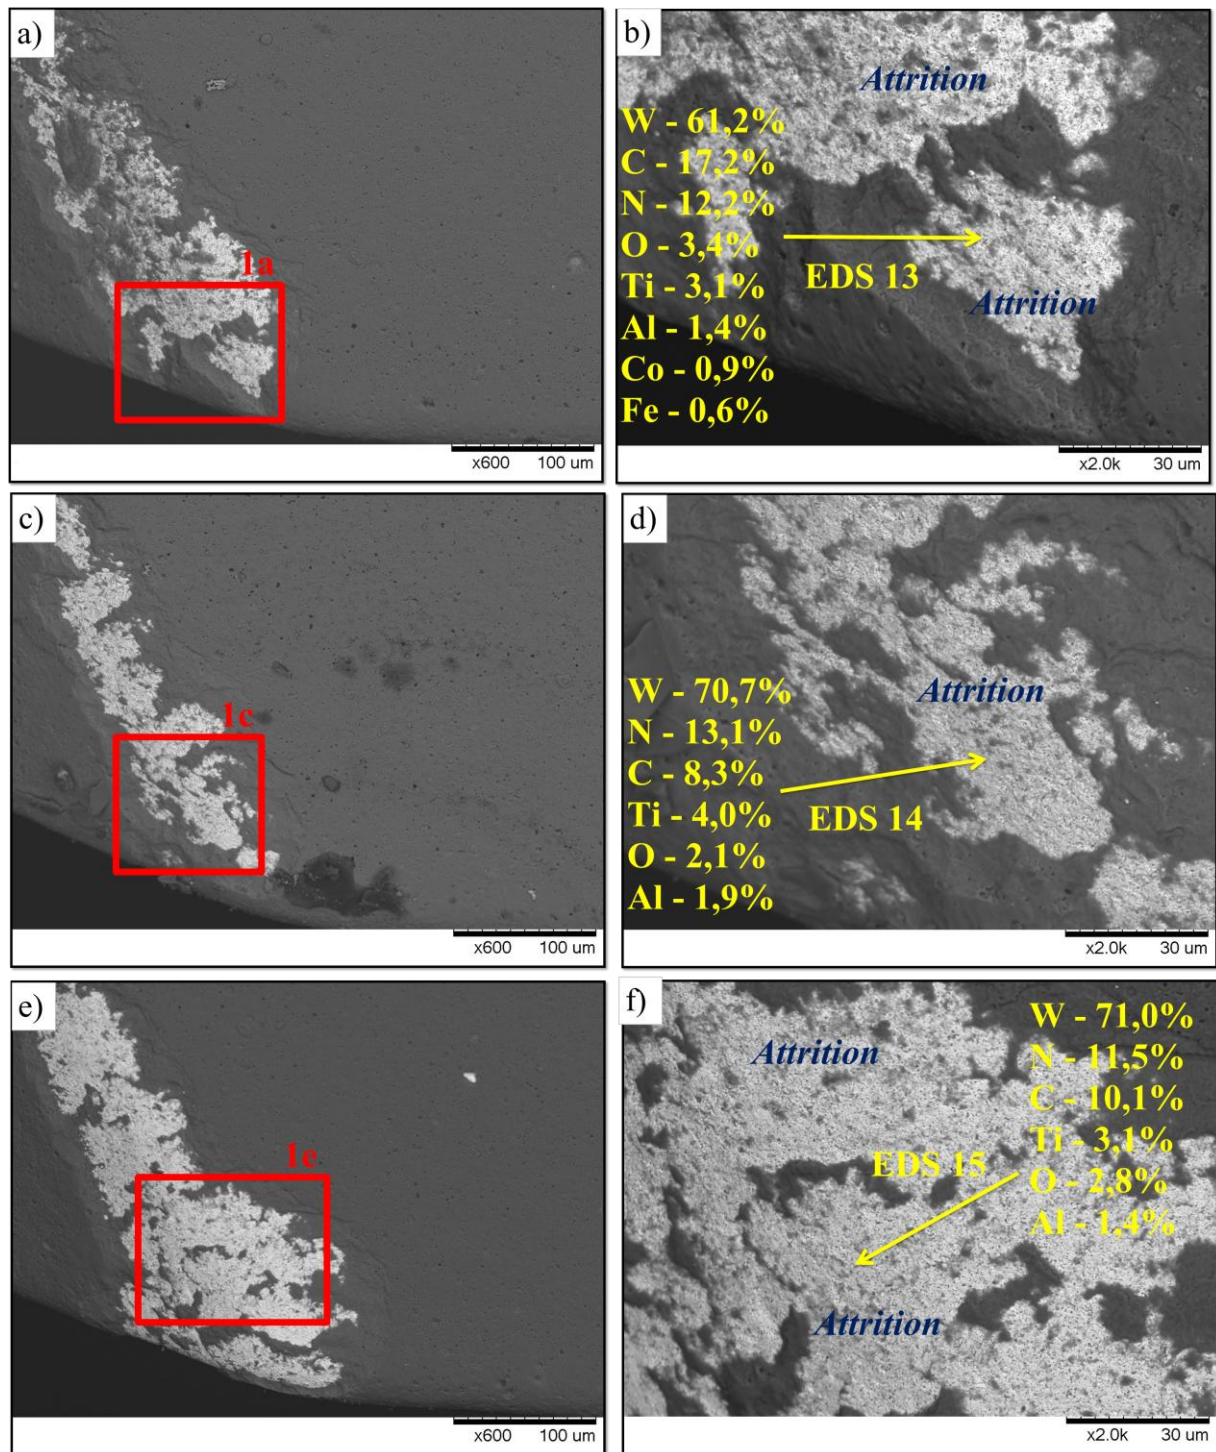 a)
1a
x600 100 um
b)
Attrition
W - 61,2%
C - 17,2%
N - 12,2%
O - 3,4%
EDS 13
Ti - 3,1%
Attrition
Al - 1,4%
Co - 0,9%
Fe - 0,6%
x2.0k 30 um
c)
1c
x600 100 um
d)
Attrition
W - 70,7%
N - 13,1%
C - 8,3%
Ti - 4,0%
EDS 14
O - 2,1%
Al - 1,9%
x2.0k 30 um
e)
1e
x600 100 um
f)
W - 71,0%
Attrition
N - 11,5%
C - 10,1%
Ti - 3,1%
EDS 15
O - 2,8%
Al - 1,4%
Attrition
x2.0k 30 um